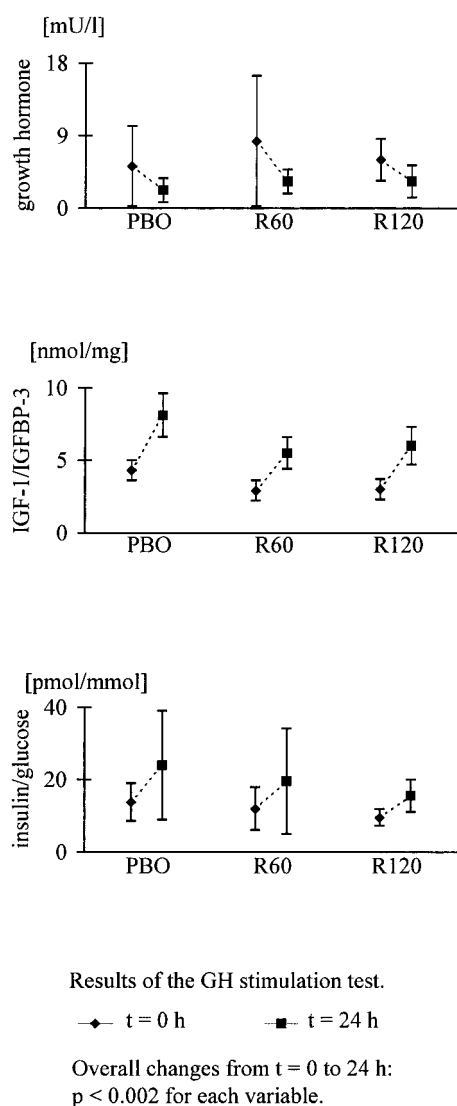 [mU/l]
growth hormone
18
9
0
PBO R60 R120
[nmol/mg]
IGF-1/IGFBP-3
10
5
0
PBO R60 R120
[pmol/mmol]
insulin/glucose
40
20
0
PBO R60 R120
Results of the GH stimulation test.
t = 0 h t = 24 h
Overall changes from t = 0 to 24 h:
p < 0.002 for each variable.